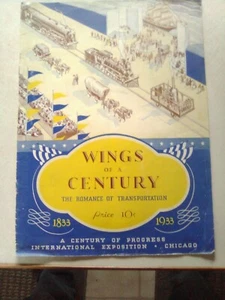 WINGS
OF A
CENTURY
THE ROMANCE OF TRANSPORTATION
price 10¢
1833
1933
A CENTURY OF PROGRESS
INTERNATIONAL EXPOSITION • CHICAGO